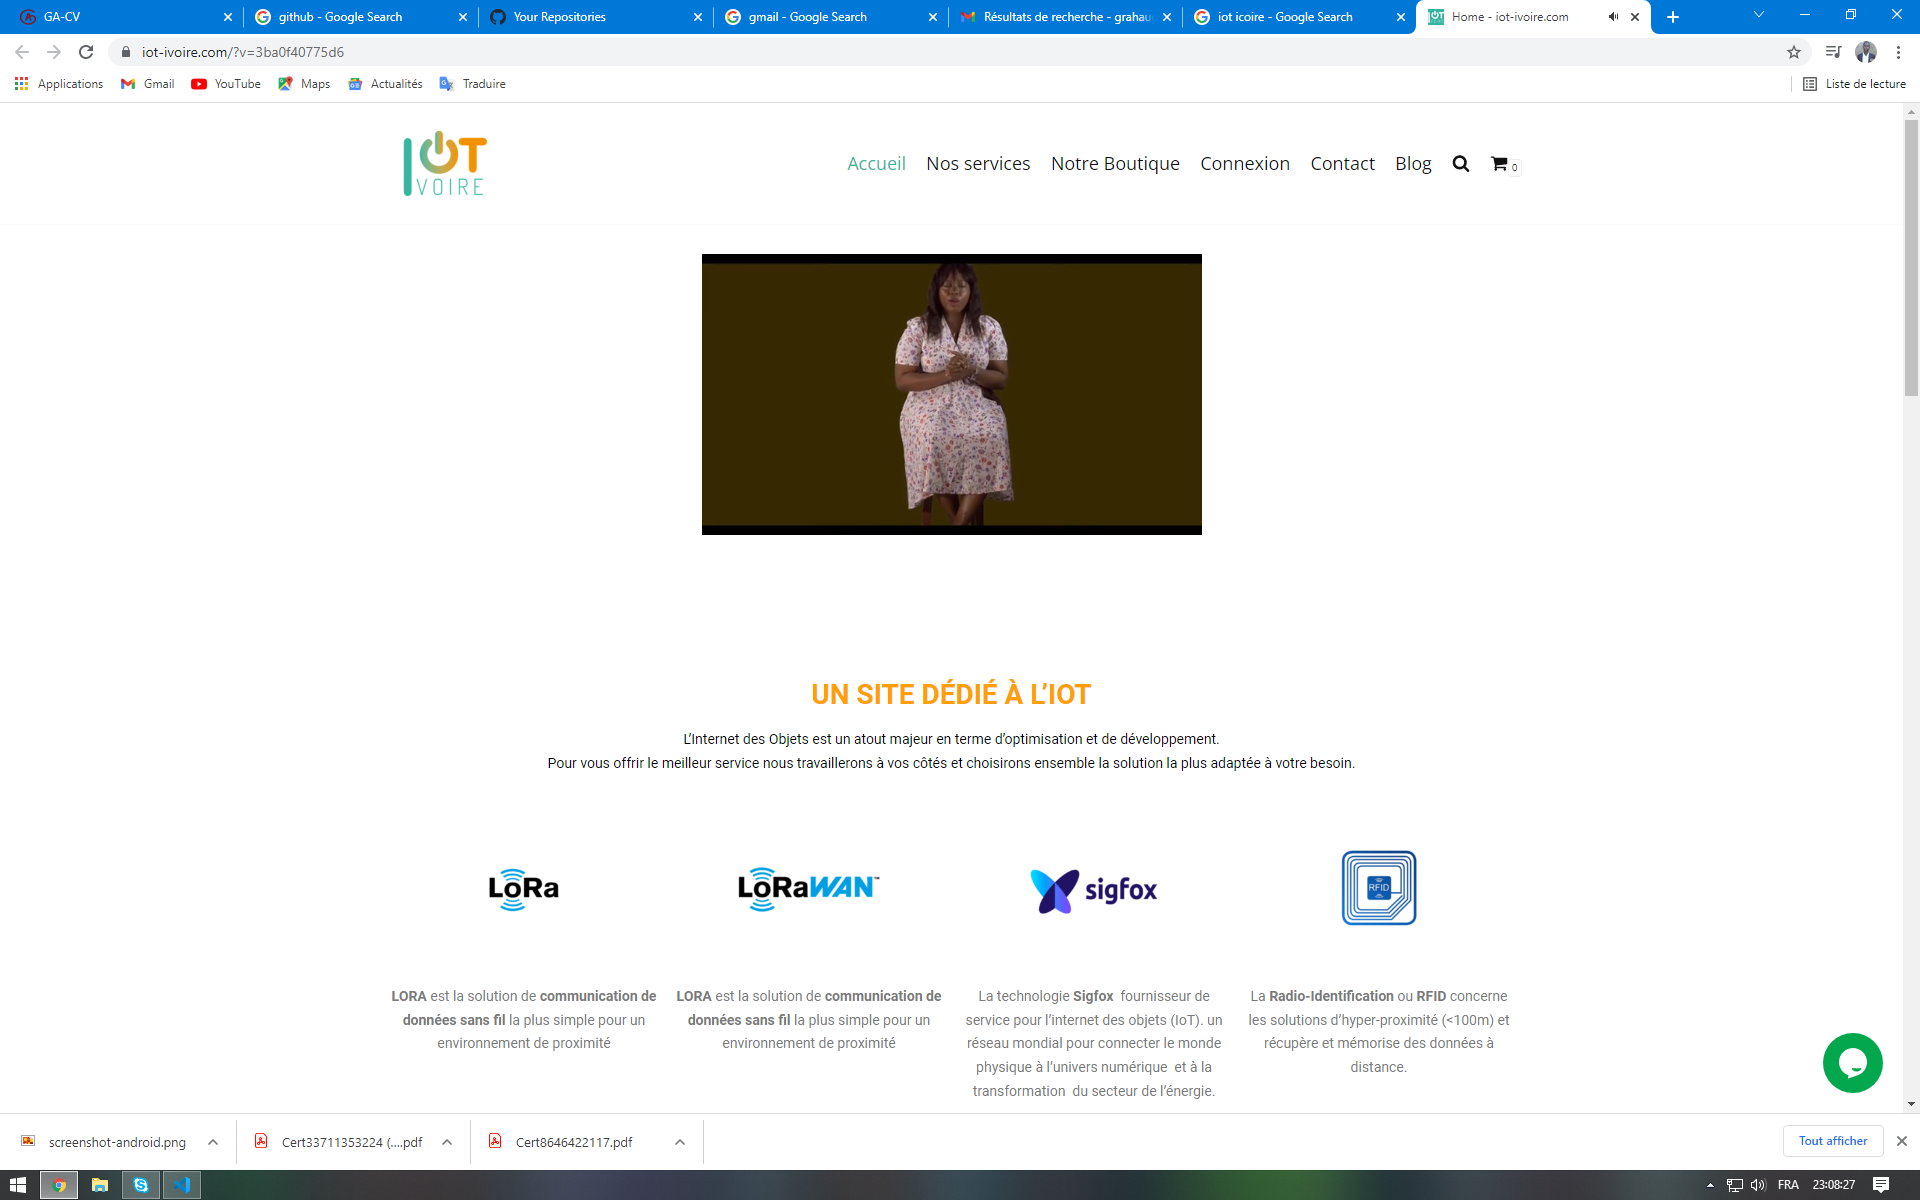 GA-CV
github - Google Search
Your Repositories
gmail - Google Search
Résultats de recherche - grahau
iot icoire - Google Search
Home - iot-ivoire.com
iot-ivoire.com/?v=3ba0f40775d6
Applications
Gmail
YouTube
Maps
Actualités
Traduire
Liste de lecture
IOT
VOIRE
Accueil
Nos services
Notre Boutique
Connexion
Contact
Blog
0
UN SITE DÉDIÉ À L’IOT
L’Internet des Objets est un atout majeur en terme d’optimisation et de développement.
Pour vous offrir le meilleur service nous travaillerons à vos côtés et choisirons ensemble la solution la plus adaptée à votre besoin.
LoRa
LoRaWAN™
sigfox
RFID
LORA est la solution de communication de
données sans fil la plus simple pour un
environnement de proximité
LORA est la solution de communication de
données sans fil la plus simple pour un
environnement de proximité
La technologie Sigfox fournisseur de
service pour l’internet des objets (IoT). un
réseau mondial pour connecter le monde
physique à l’univers numérique et à la
transformation du secteur de l’énergie.
La Radio-Identification ou RFID concerne
les solutions d’hyper-proximité (<100m) et
récupère et mémorise des données à
distance.
screenshot-android.png
Cert33711353224 (....pdf
Cert8646422117.pdf
Tout afficher
FRA
23:08:27